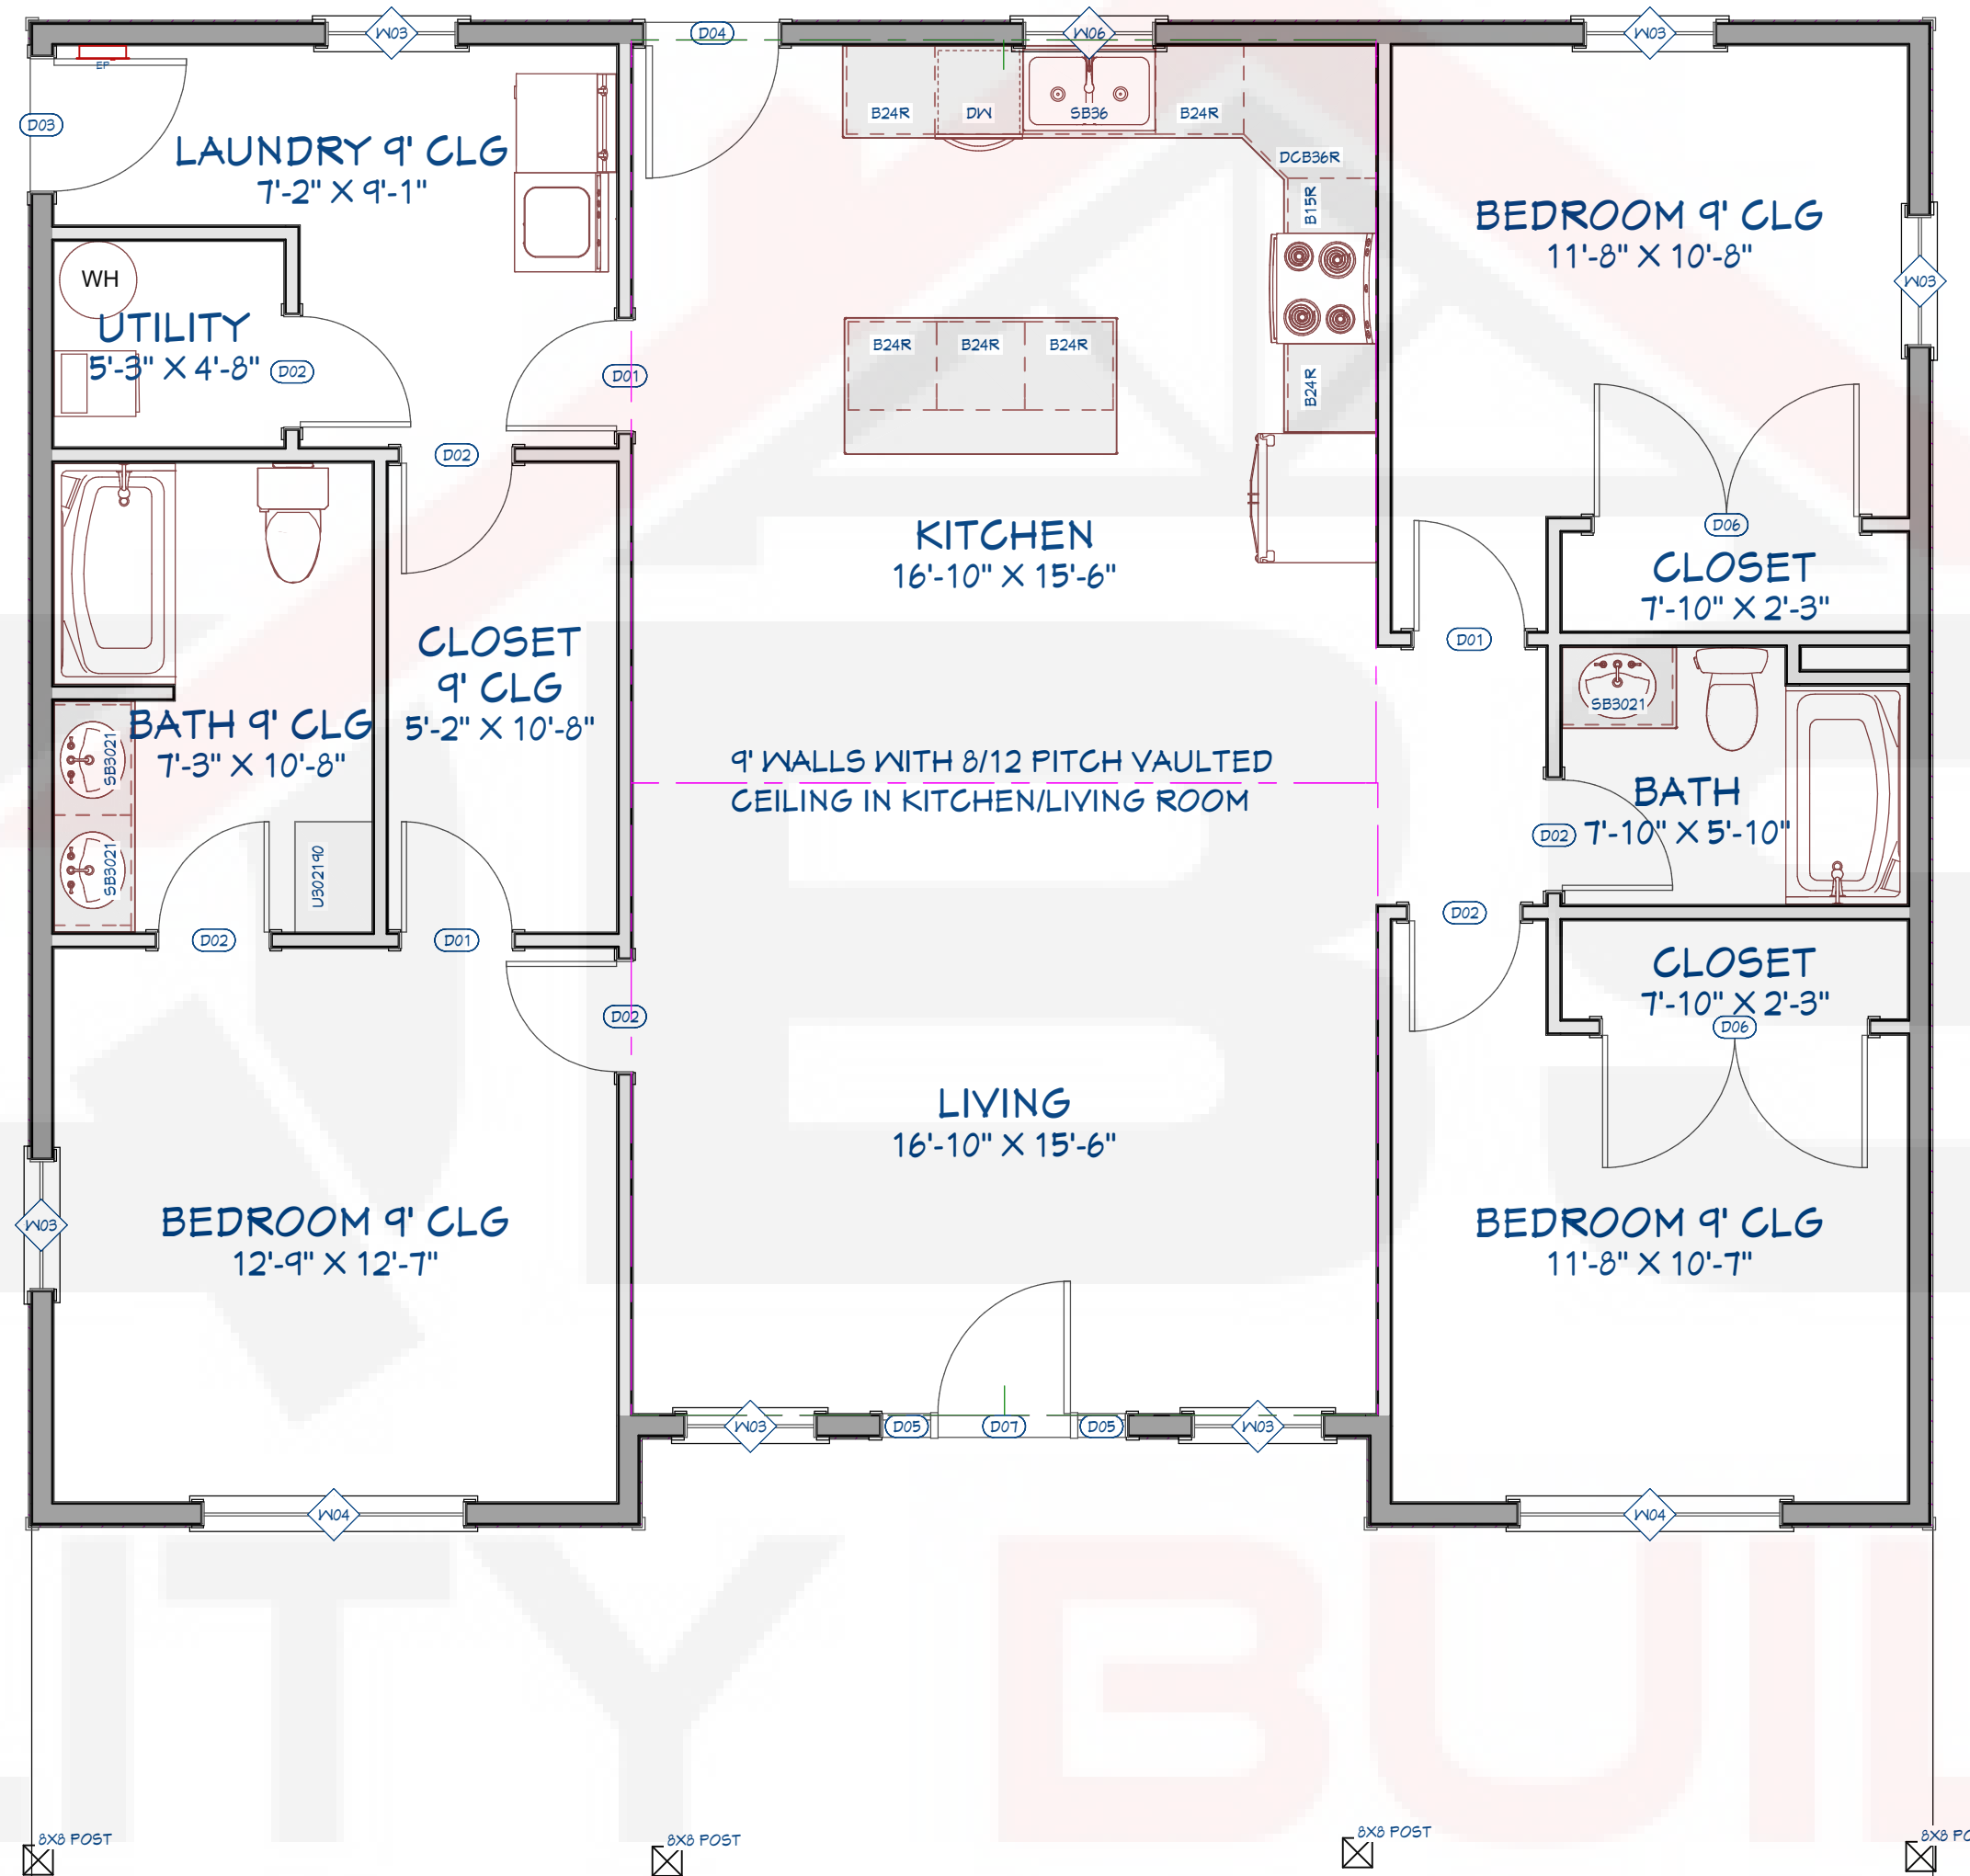 W03
D04
W06
W03
EP
D03
B24R
DW
SB36
B24R
LAUNDRY 9' CLG
7'-2" X 9'-1"
DCB36R
B15R
BEDROOM 9' CLG
11'-8" X 10'-8"
W03
WH
UTILITY
5'-3" X 4'-8"
D02
D01
B24R
B24R
B24R
B24R
D02
KITCHEN
16'-10" X 15'-6"
D06
CLOSET
7'-10" X 2'-3"
CLOSET
9' CLG
5'-2" X 10'-8"
D01
SB3021
BATH 9' CLG
7'-3" X 10'-8"
SB3021
SB3021
9' WALLS WITH 8/12 PITCH VAULTED
CEILING IN KITCHEN/LIVING ROOM
BATH
7'-10" X 5'-10"
D02
U302190
D02
D01
D02
CLOSET
7'-10" X 2'-3"
D06
D02
LIVING
16'-10" X 15'-6"
W03
BEDROOM 9' CLG
12'-9" X 12'-7"
BEDROOM 9' CLG
11'-8" X 10'-7"
W03
D05
D07
D05
W03
W04
W04
LITY BUIL
8X8 POST
8X8 POST
8X8 POST
8X8 PO